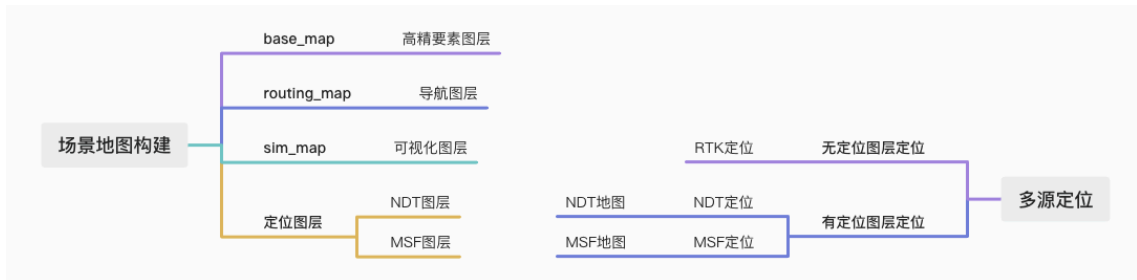 base_map 高精要素图层
routing_map 导航图层
场景地图构建
sim_map 可视化图层
定位图层
NDT图层
MSF图层
RTK定位 无定位图层定位
多源定位
NDT地图 NDT定位
有定位图层定位
MSF地图 MSF定位